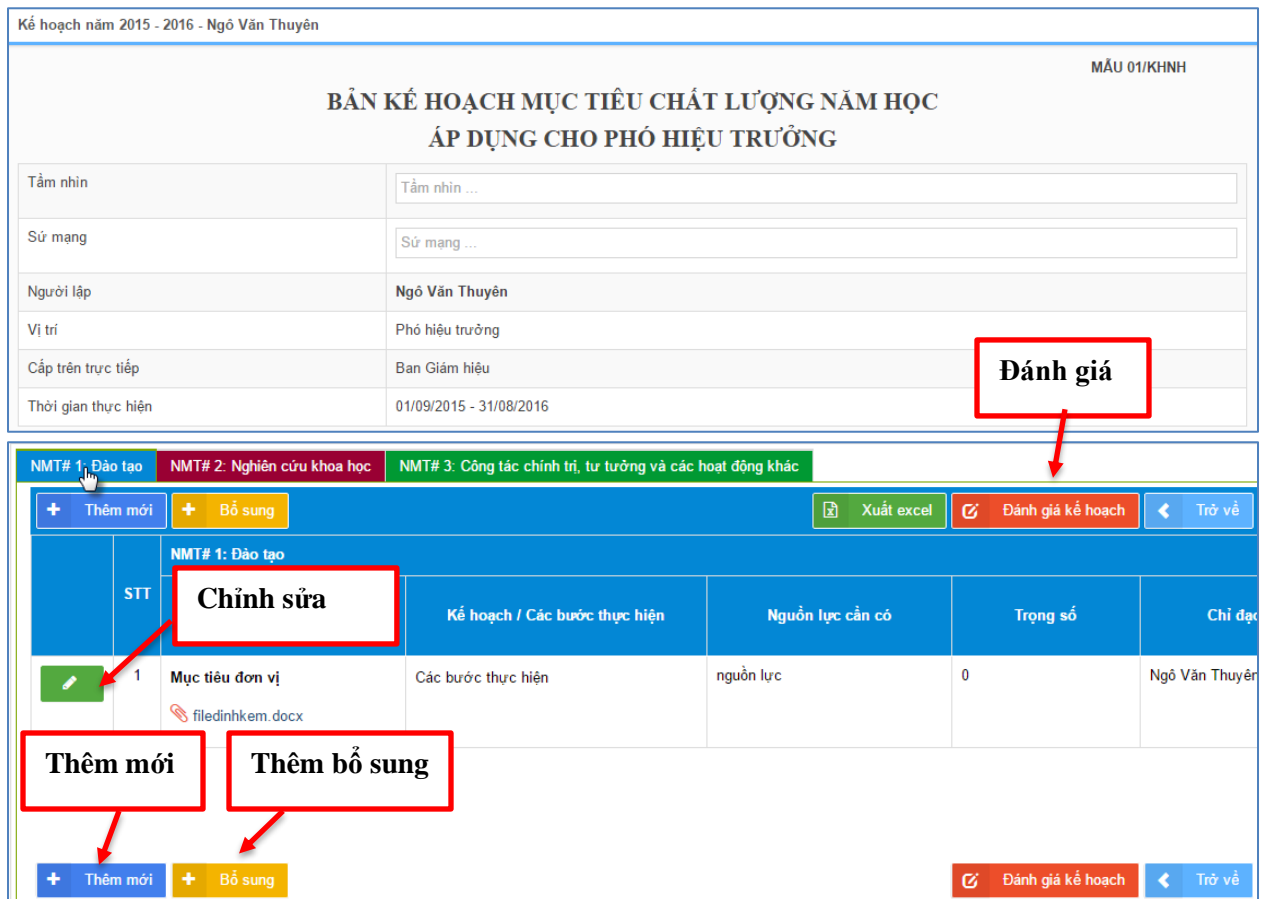 Kế hoạch năm 2015 - 2016 - Ngô Văn Thuyên
MẪU 01/KHNH
BẢN KẾ HOẠCH MỤC TIÊU CHẤT LƯỢNG NĂM HỌC
ÁP DỤNG CHO PHÓ HIỆU TRƯỞNG
Tầm nhìn
Tầm nhìn ...
Sứ mạng
Sứ mạng ...
Người lập
Ngô Văn Thuyên
Vị trí
Phó hiệu trưởng
Cấp trên trực tiếp
Ban Giám hiệu
Thời gian thực hiện
01/09/2015 - 31/08/2016
Đánh giá
NMT# 1: Đào tạo
NMT# 2: Nghiên cứu khoa học
NMT# 3: Công tác chính trị, tư tưởng và các hoạt động khác
Thêm mới
Bổ sung
Xuất excel
Đánh giá kế hoạch
Trở về
NMT# 1: Đào tạo
STT
Chỉnh sửa
Kế hoạch / Các bước thực hiện
Nguồn lực cần có
Trọng số
Chỉ đạo
1
Mục tiêu đơn vị
filedinhkem.docx
Các bước thực hiện
nguồn lực
0
Ngô Văn Thuyên
Thêm mới
Thêm bổ sung
Thêm mới
Bổ sung
Đánh giá kế hoạch
Trở về